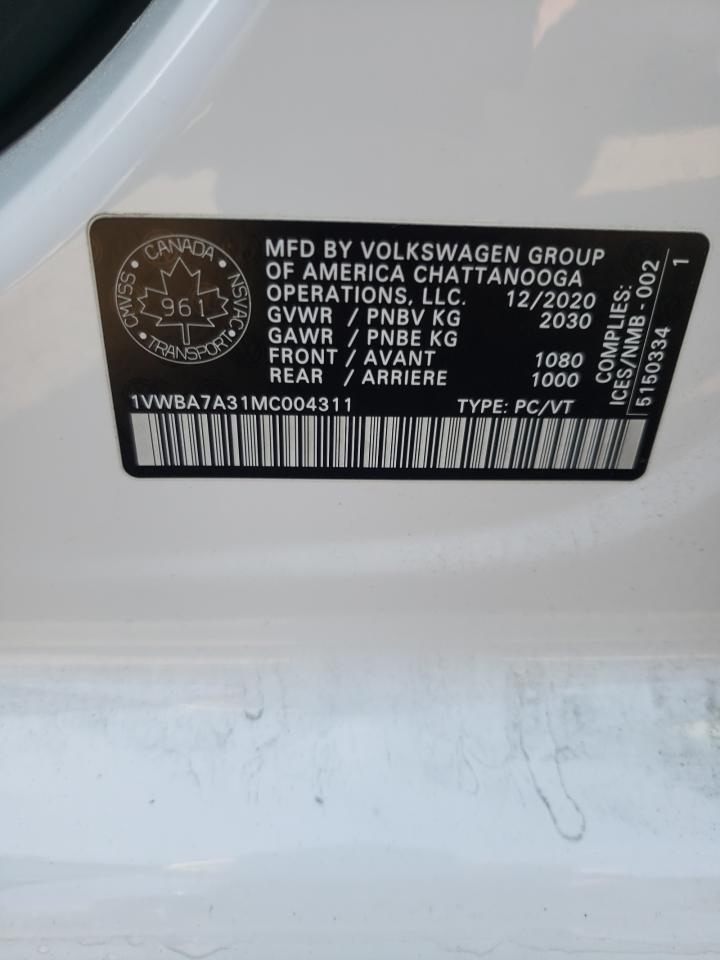 CANADA
CMVSS
NSVAC
961
TRANSPORT
MFD BY VOLKSWAGEN GROUP
OF AMERICA CHATTANOOGA
OPERATIONS, LLC. 12/2020
GVWR / PNBV KG 2030
GAWR / PNBE KG
FRONT / AVANT 1080
REAR / ARRIERE 1000
1VWBA7A31MC004311 TYPE: PC/VT
COMPLIES:
ICES/NMB-002
5150334 1